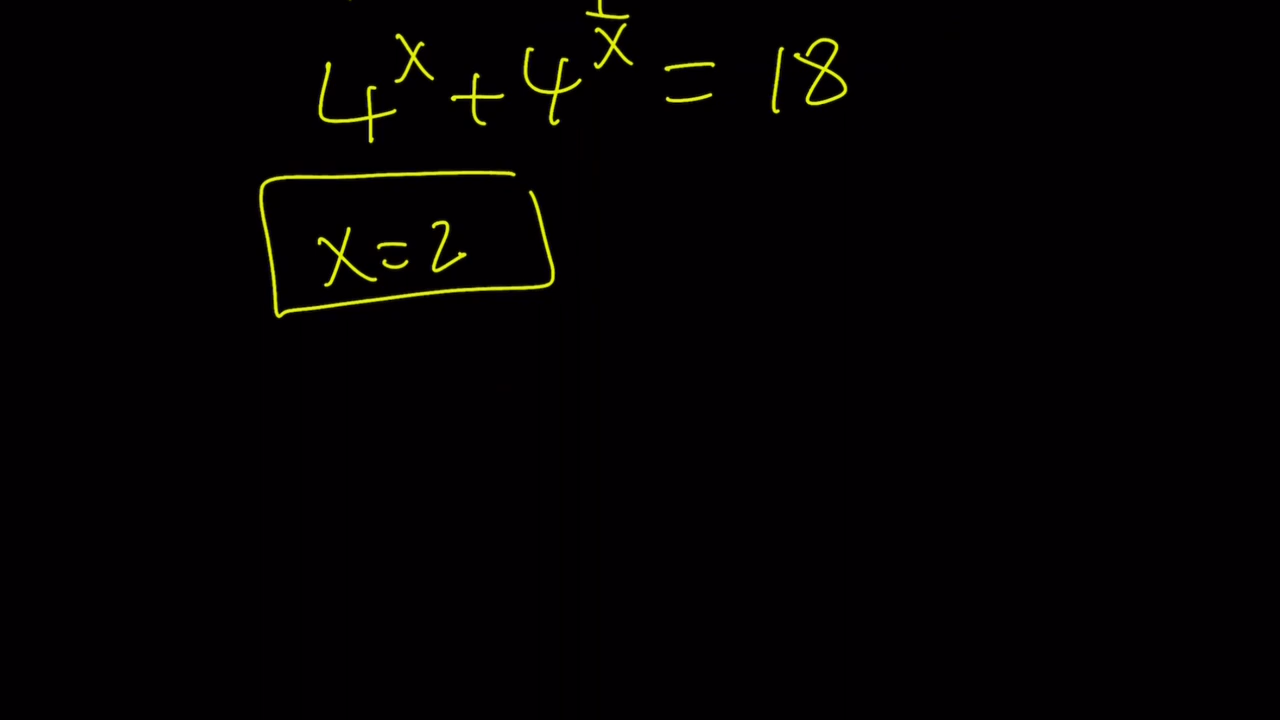 4^x + 4^(1/x) = 18
x = 2